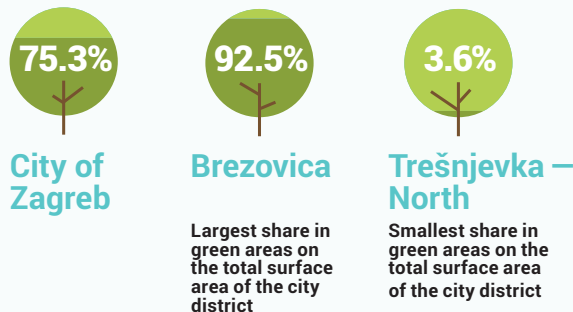 75.3%
92.5%
3.6%
City of
Zagreb
Brezovica
Largest share in
green areas on
the total surface
area of the city
district
Trešnjevka —
North
Smallest share in
green areas on the
total surface area
of the city district